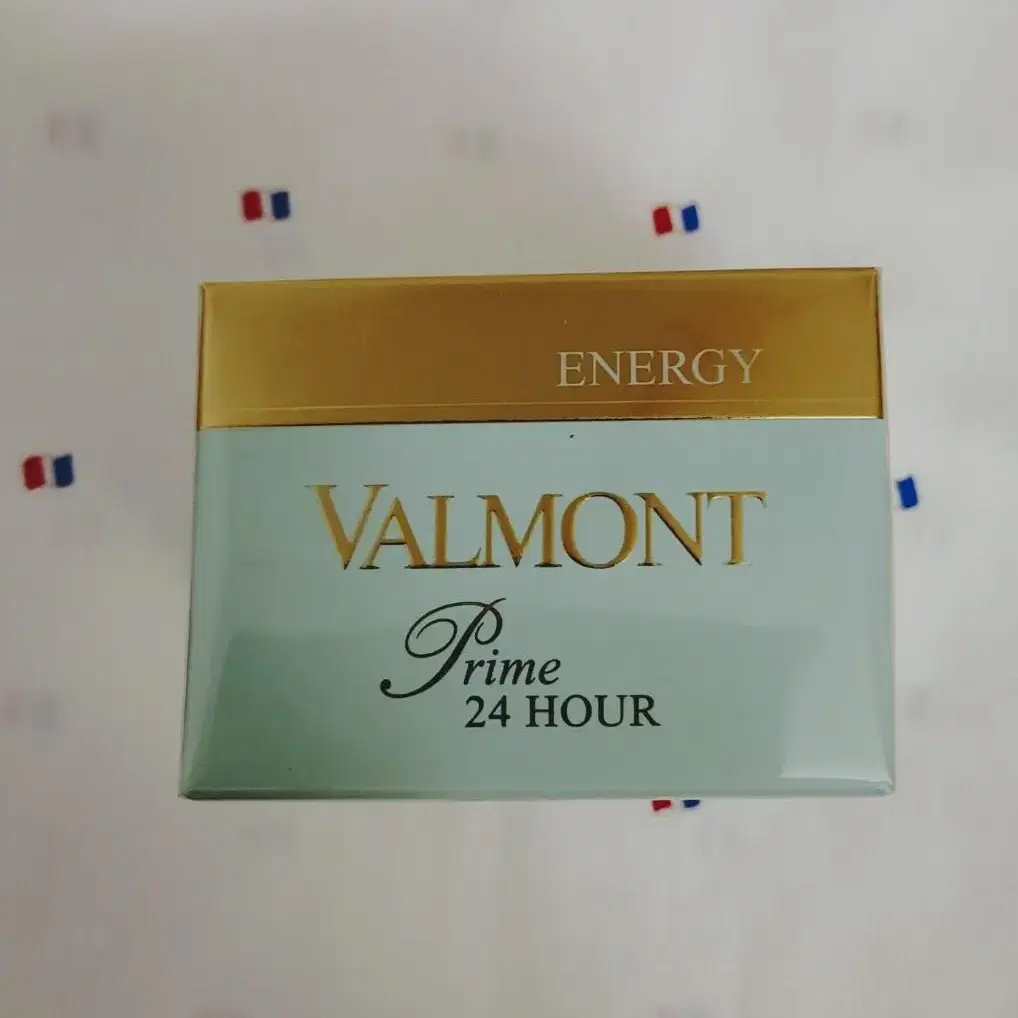 ENERGY
VALMONT
Prime
24 HOUR